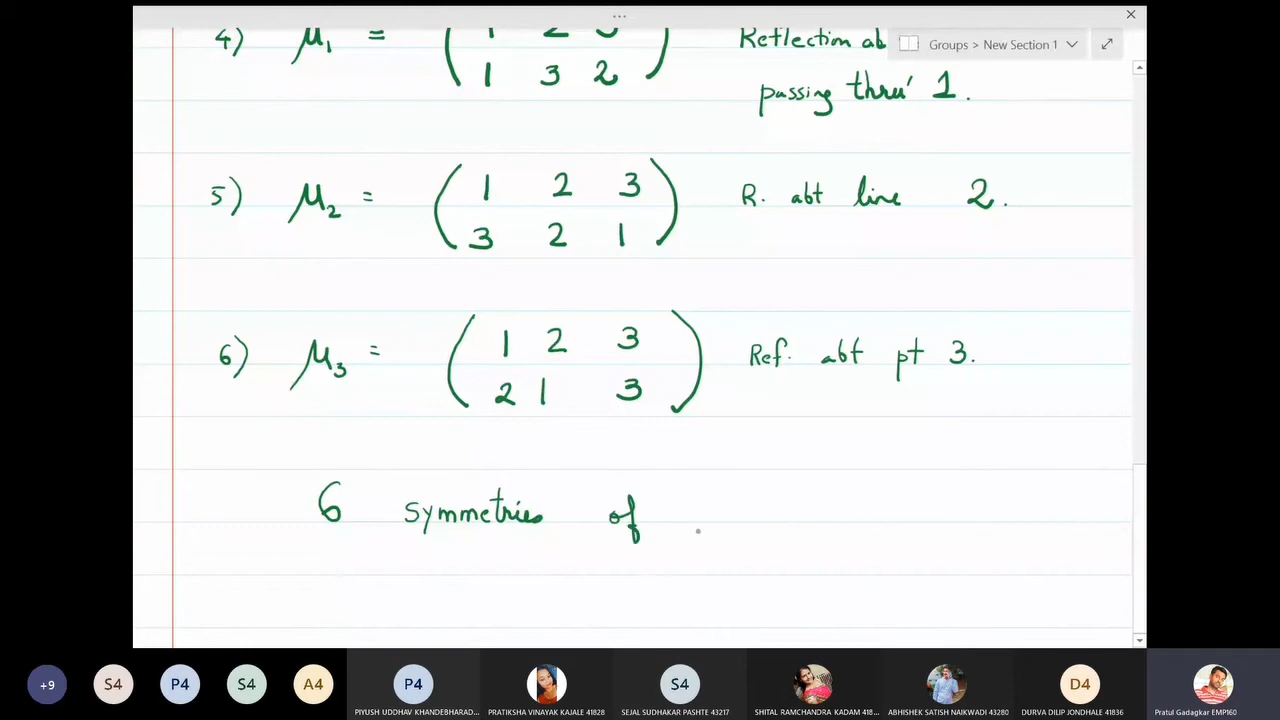 Groups > New Section 1
4) μ₁ = ( 1 2 3 Reflection ab
1 3 2 ) passing thru' 1.
5) μ₂ = ( 1 2 3 R. abt line 2.
3 2 1 )
6) μ₃ = ( 1 2 3 Ref. abt pt 3.
2 1 3 )
6 symmetries of
+9 S4 P4 S4 A4 P4 S4 D4
PIYUSH UDDHAV KHANDEBHARAD... PRATIKSHA VINAYAK KAJALE 41828 SEJAL SUDHAKAR PASHTE 43217 SHITAL RAMCHANDRA KADAM 418... ABHISHEK SATISH NAIKWADI 43280 DURVA DILIP JONDHALE 41836 Pratul Gadagkar EMP160